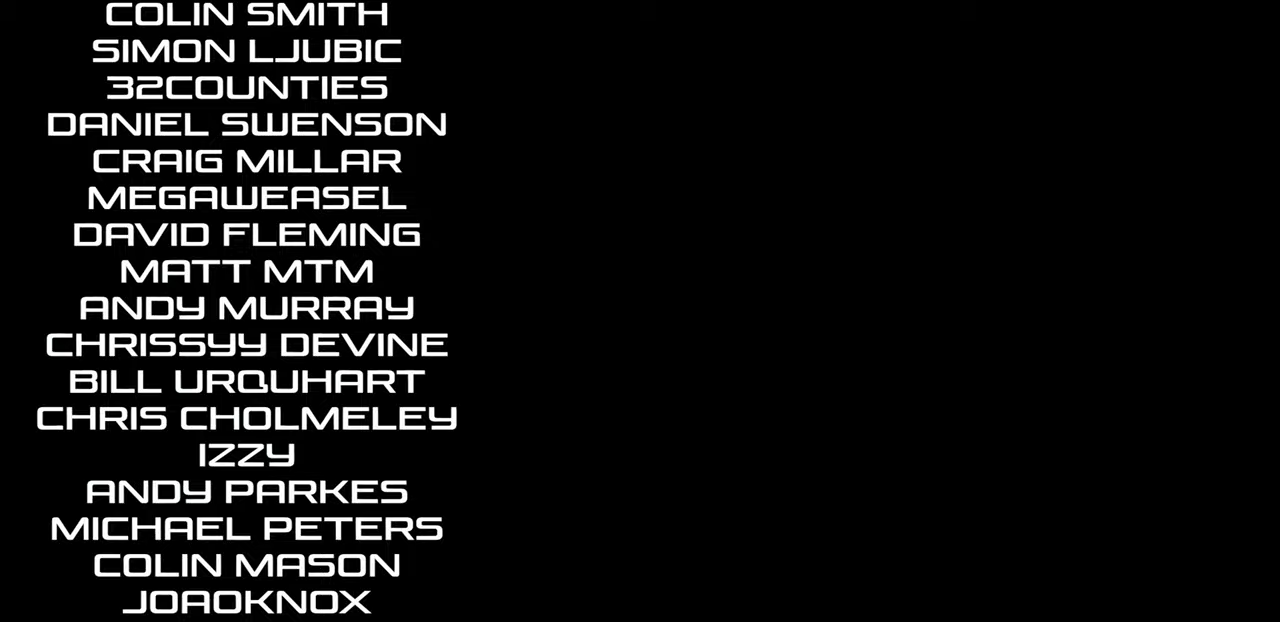 COLIN SMITH
SIMON LJUBIC
32COUNTIES
DANIEL SWENSON
CRAIG MILLAR
MEGAWEASEL
DAVID FLEMING
MATT MTM
ANDY MURRAY
CHRISSYY DEVINE
BILL URQUHART
CHRIS CHOLMELEY
IZZY
ANDY PARKES
MICHAEL PETERS
COLIN MASON
JOAOKNOX